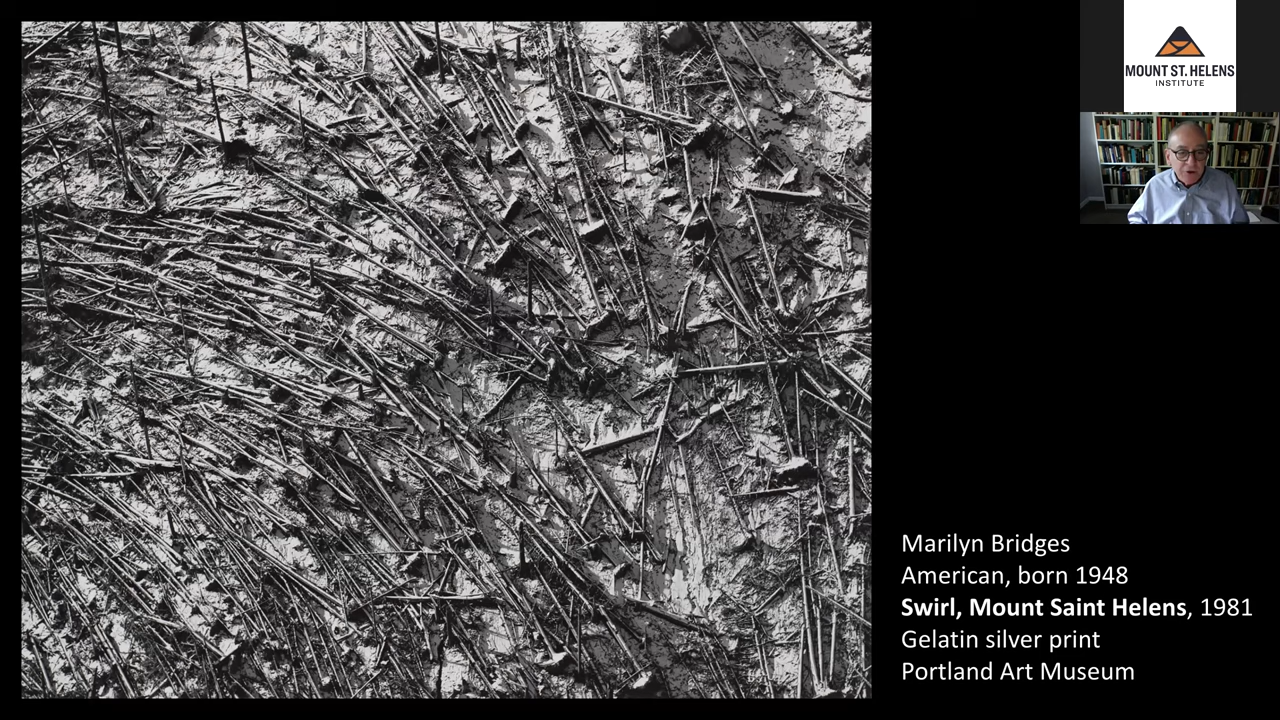 MOUNT ST. HELENS
INSTITUTE
Marilyn Bridges
American, born 1948
Swirl, Mount Saint Helens, 1981
Gelatin silver print
Portland Art Museum